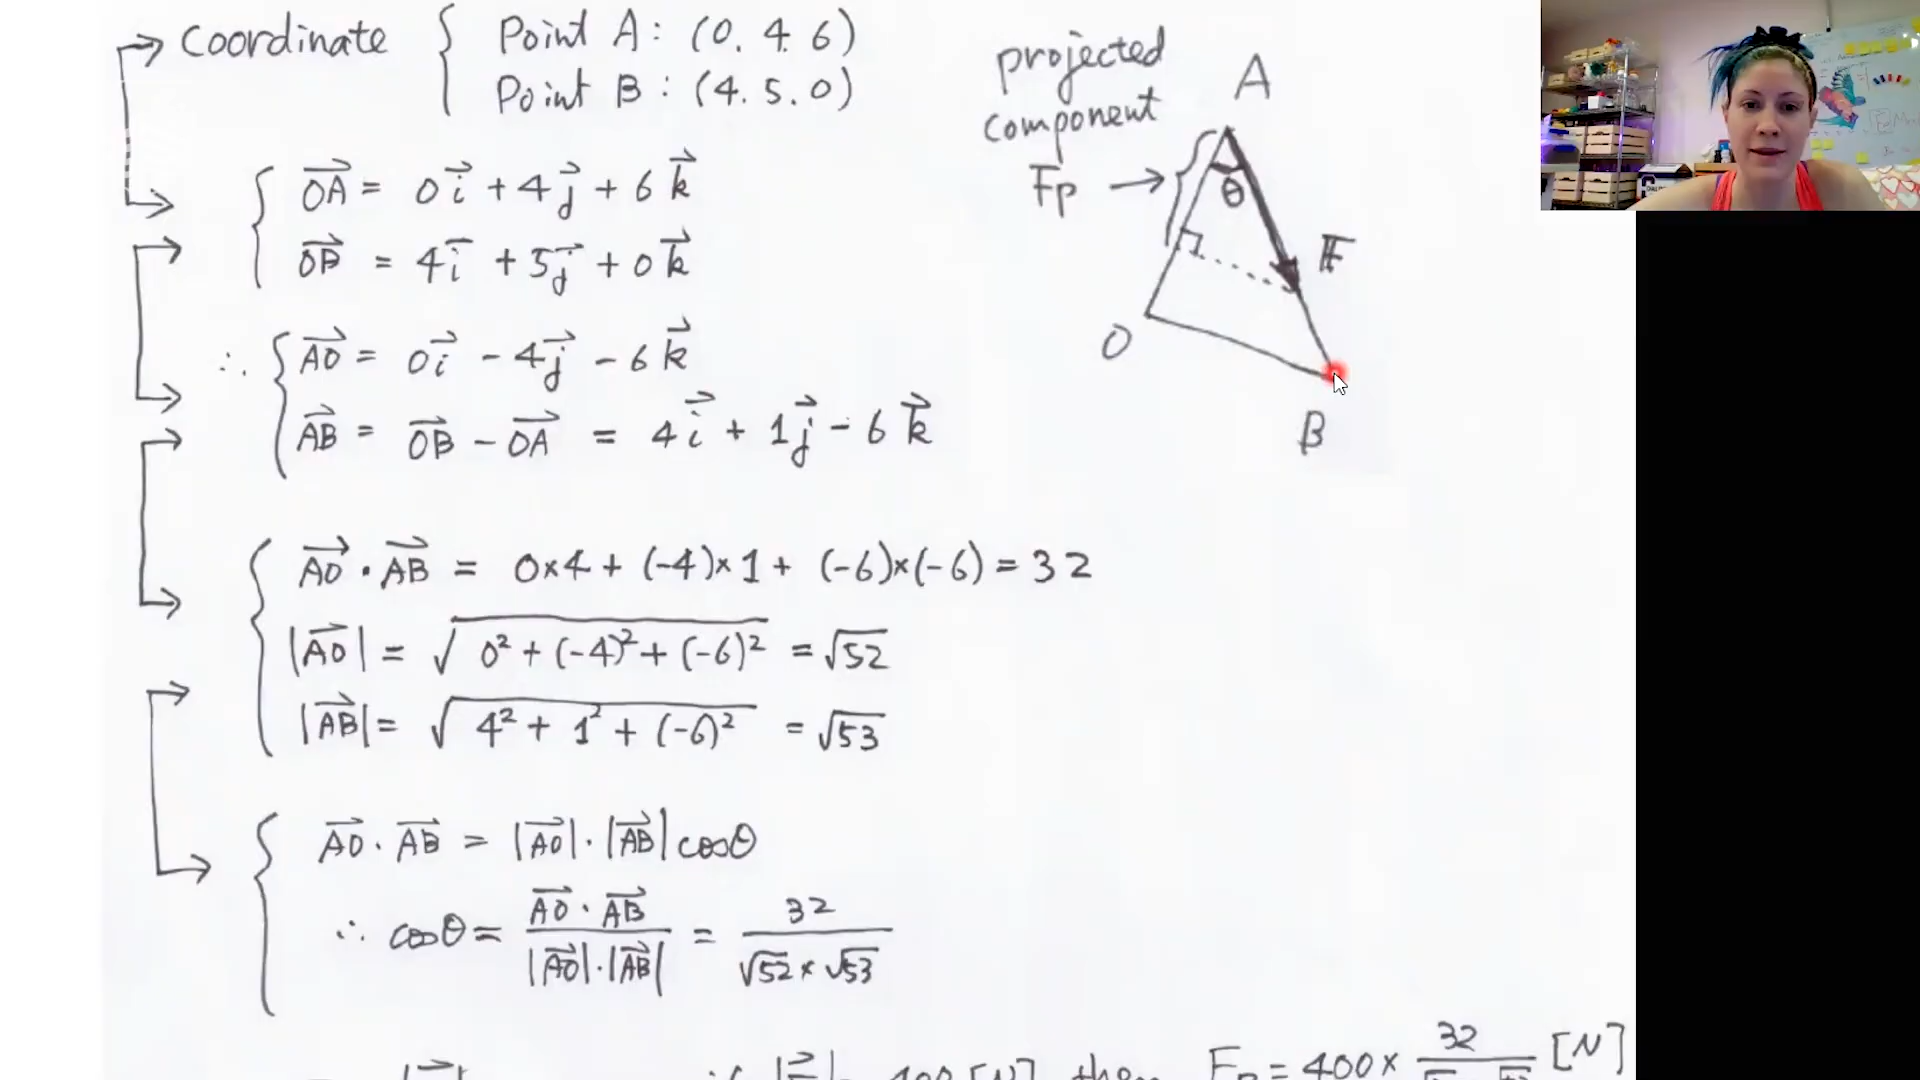 Coordinate { Point A: (0. 4. 6)
Point B: (4. 5. 0)
projected
component
Fp →
A
θ
F
O
B
{ OA⃗ = 0i⃗ + 4j⃗ + 6k⃗
OB⃗ = 4i⃗ + 5j⃗ + 0k⃗
∴ { AO⃗ = 0i⃗ - 4j⃗ - 6k⃗
AB⃗ = OB⃗ - OA⃗ = 4i⃗ + 1j⃗ - 6k⃗
{ AO⃗ · AB⃗ = 0×4 + (-4)×1 + (-6)×(-6) = 32
|AO⃗| = √(0² + (-4)² + (-6)²) = √52
|AB⃗| = √(4² + 1² + (-6)²) = √53
{ AO⃗ · AB⃗ = |AO⃗| · |AB⃗| cosθ
∴ cosθ = AO⃗ · AB⃗ / |AO⃗| · |AB⃗| = 32 / √52 × √53
= 400 × 32 [N]